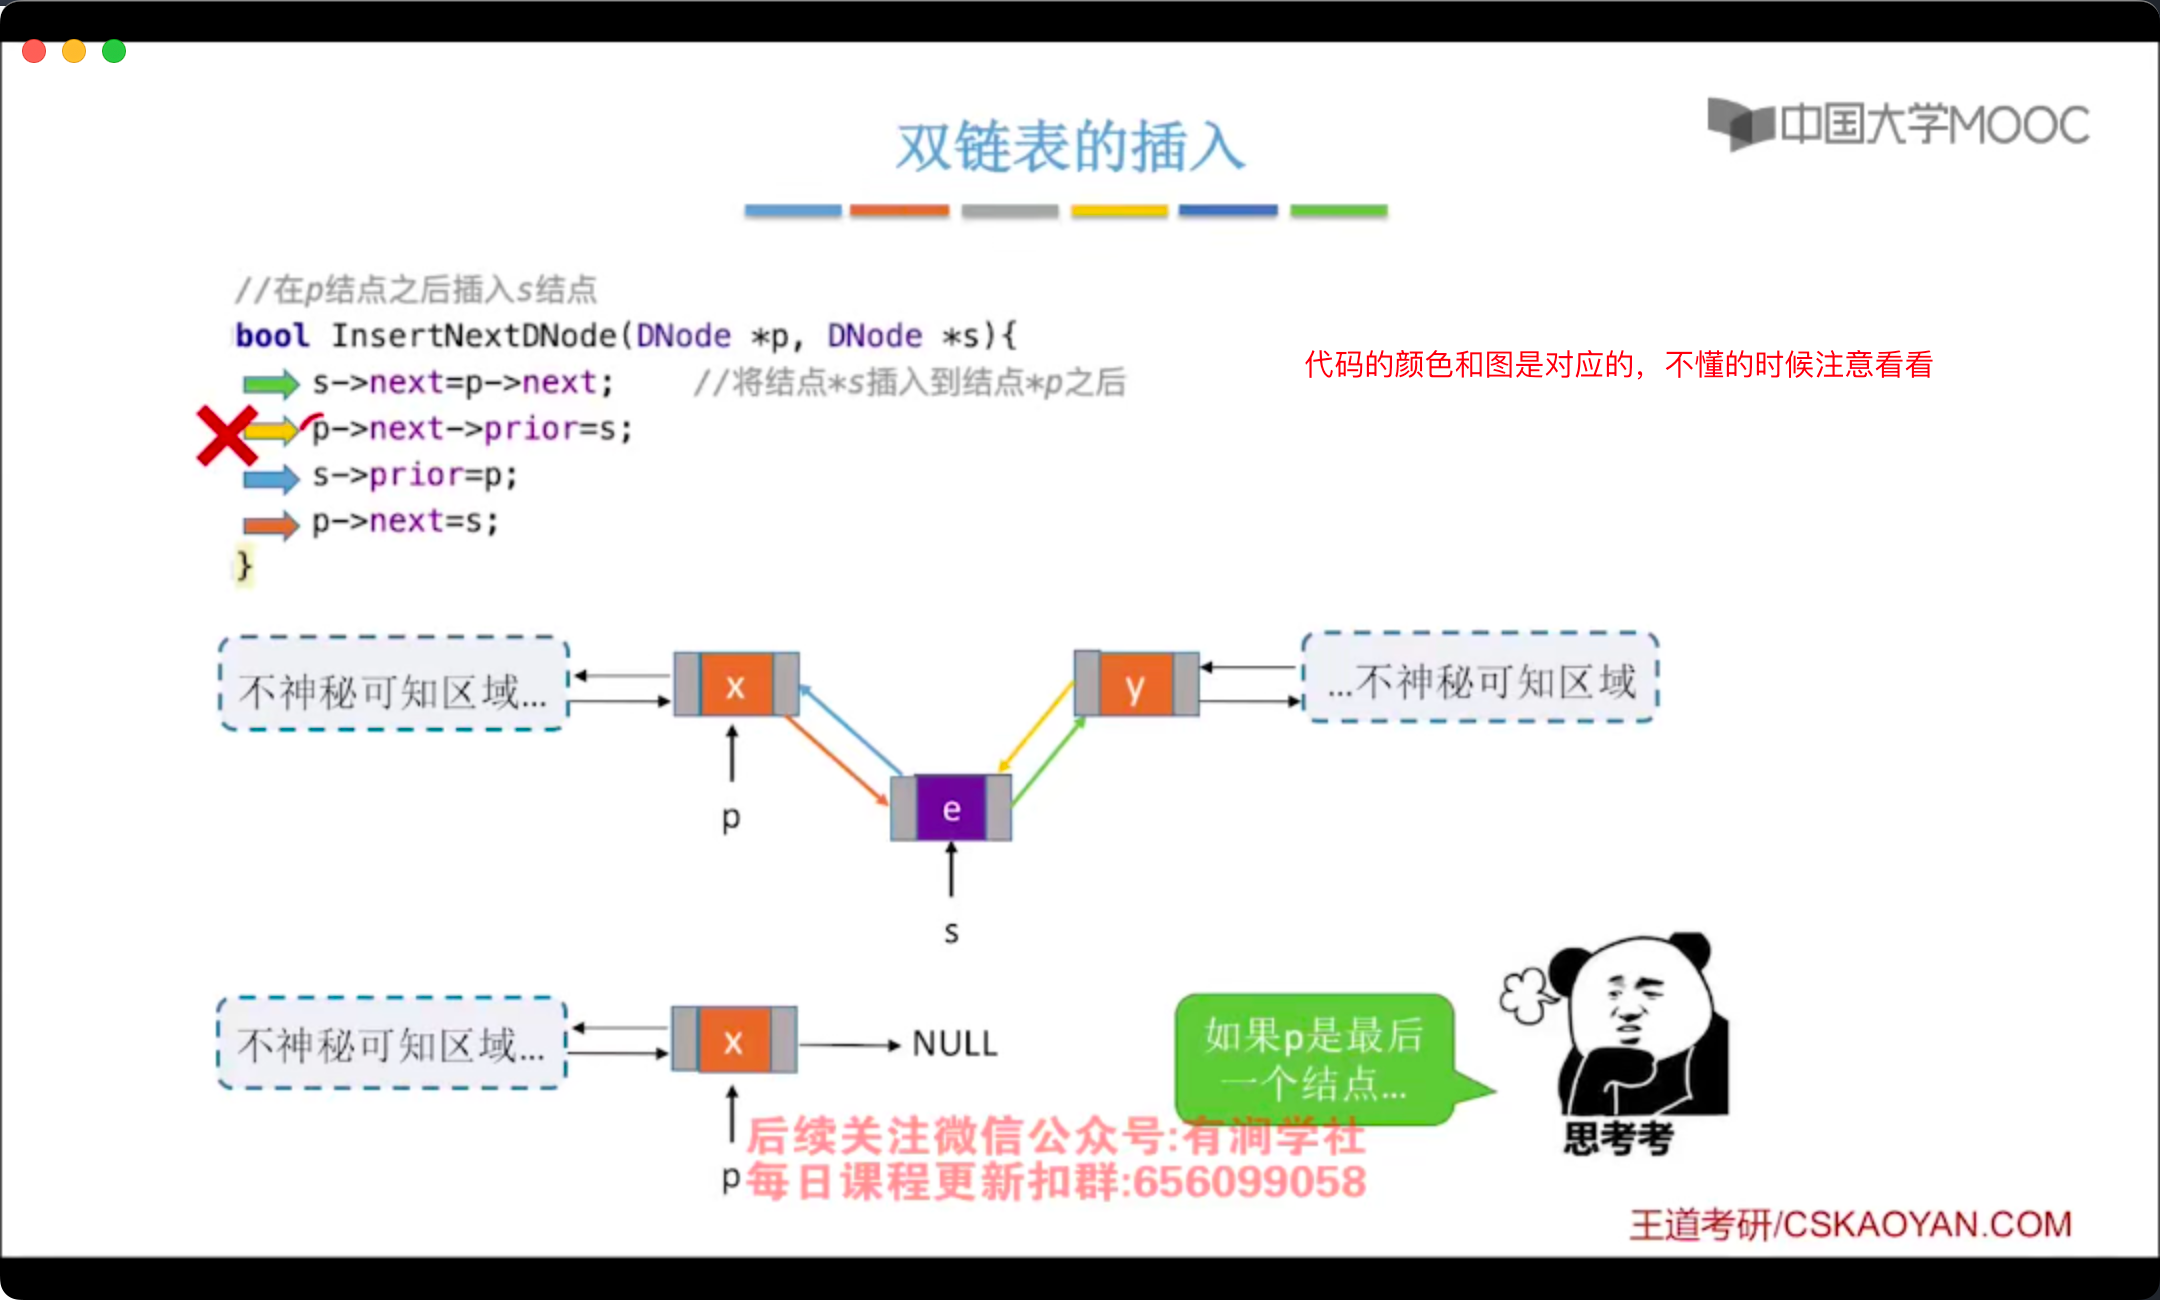 中国大学MOOC
双链表的插入
//在p结点之后插入s结点
bool InsertNextDNode(DNode *p, DNode *s){
s->next=p->next; //将结点*s插入到结点*p之后
p->next->prior=s;
s->prior=p;
p->next=s;
}
代码的颜色和图是对应的，不懂的时候注意看看
不神秘可知区域...
x
y
...不神秘可知区域
p
e
s
不神秘可知区域...
x
NULL
p
如果p是最后
一个结点...
思考考
后续关注微信公众号:有涧学社
每日课程更新扣群:656099058
王道考研/CSKAOYAN.COM